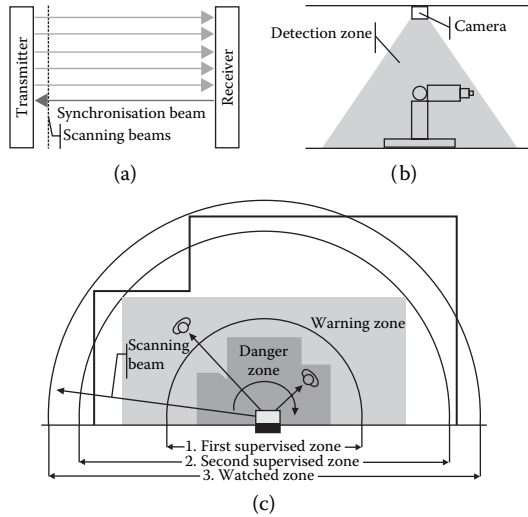 Transmitter
Receiver
Synchronisation beam
Scanning beams
(a)
Camera
Detection zone
(b)
Warning zone
Scanning
beam
Danger
zone
1. First supervised zone
2. Second supervised zone
3. Watched zone
(c)